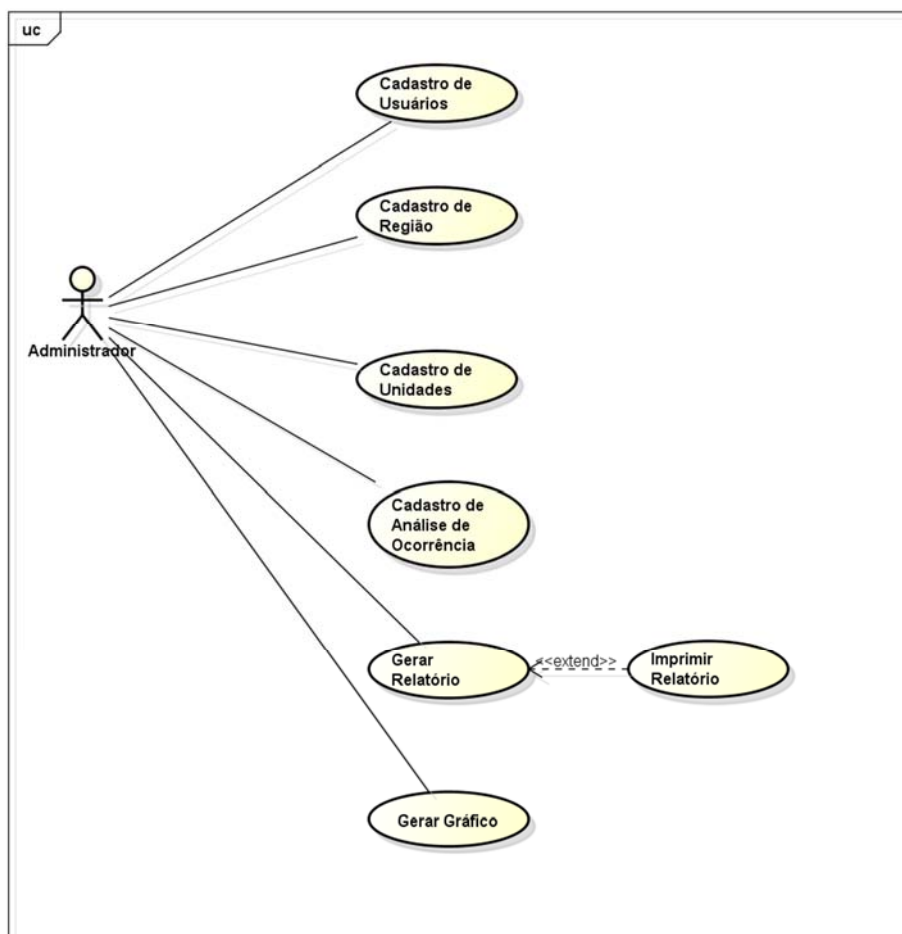 uc
Cadastro de
Usuários
Cadastro de
Região
Administrador
Cadastro de
Unidades
Cadastro de
Análise de
Ocorrência
Gerar
Relatório
<<extend>>
Imprimir
Relatório
Gerar Gráfico